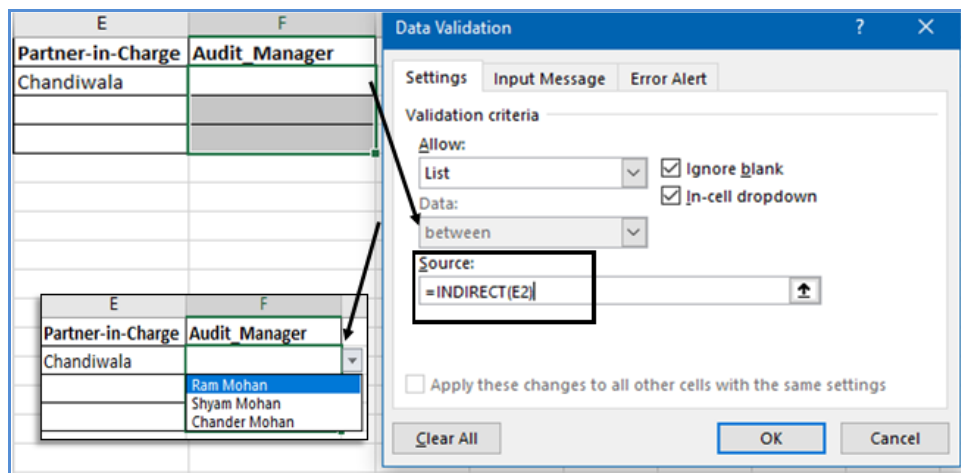 E F
Partner-in-Charge Audit_Manager
Chandiwala
E F
Partner-in-Charge Audit_Manager
Chandiwala
Ram Mohan
Shyam Mohan
Chander Mohan
Data Validation ? ×
Settings Input Message Error Alert
Validation criteria
Allow:
List Ignore blank
In-cell dropdown
Data:
between
Source:
=INDIRECT(E2)
Apply these changes to all other cells with the same settings
Clear All OK Cancel